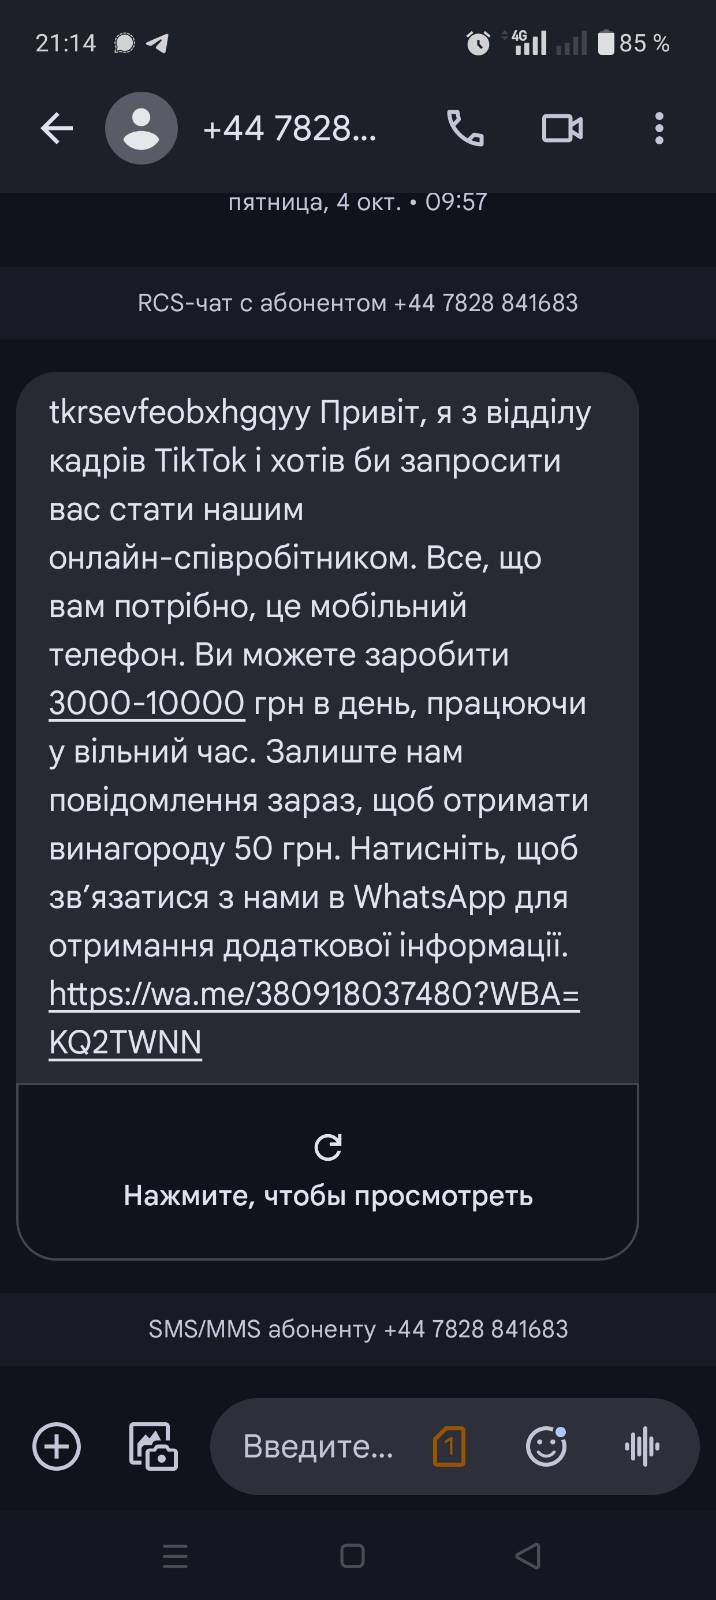 21:14
4G 85 %
+44 7828...
пятница, 4 окт. • 09:57
RCS-чат с абонентом +44 7828 841683
tkrsevfeobxhgqyy Привіт, я з відділу
кадрів TikTok і хотів би запросити
вас стати нашим
онлайн-співробітником. Все, що
вам потрібно, це мобільний
телефон. Ви можете заробити
3000-10000 грн в день, працюючи
у вільний час. Залиште нам
повідомлення зараз, щоб отримати
винагороду 50 грн. Натисніть, щоб
зв’язатися з нами в WhatsApp для
отримання додаткової інформації.
https://wa.me/380918037480?WBA=
KQ2TWNN
Нажмите, чтобы просмотреть
SMS/MMS абоненту +44 7828 841683
Введите... 1